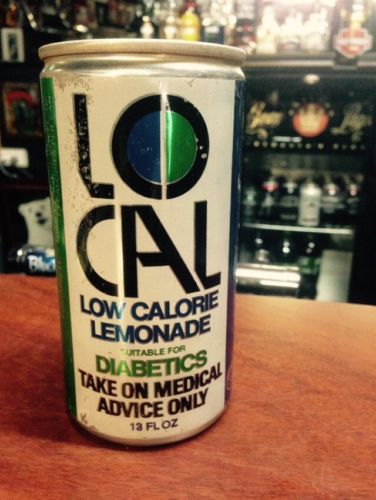 LO
CAL
LOW CALORIE
LEMONADE
SUITABLE FOR
DIABETICS
TAKE ON MEDICAL
ADVICE ONLY
13 FL OZ